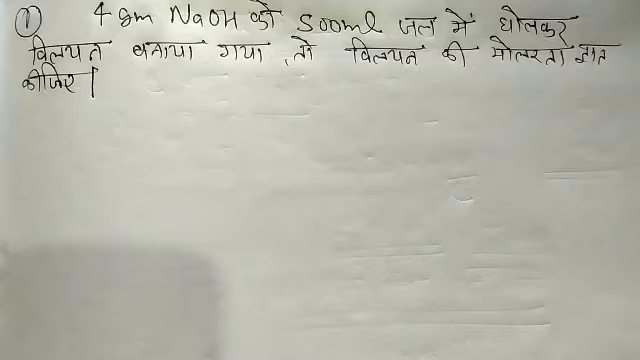 ① 4 gm NaOH को 500ml जल में घोलकर
विलयन बनाया गया, तो विलयन की मोलरता ज्ञात
कीजिए।